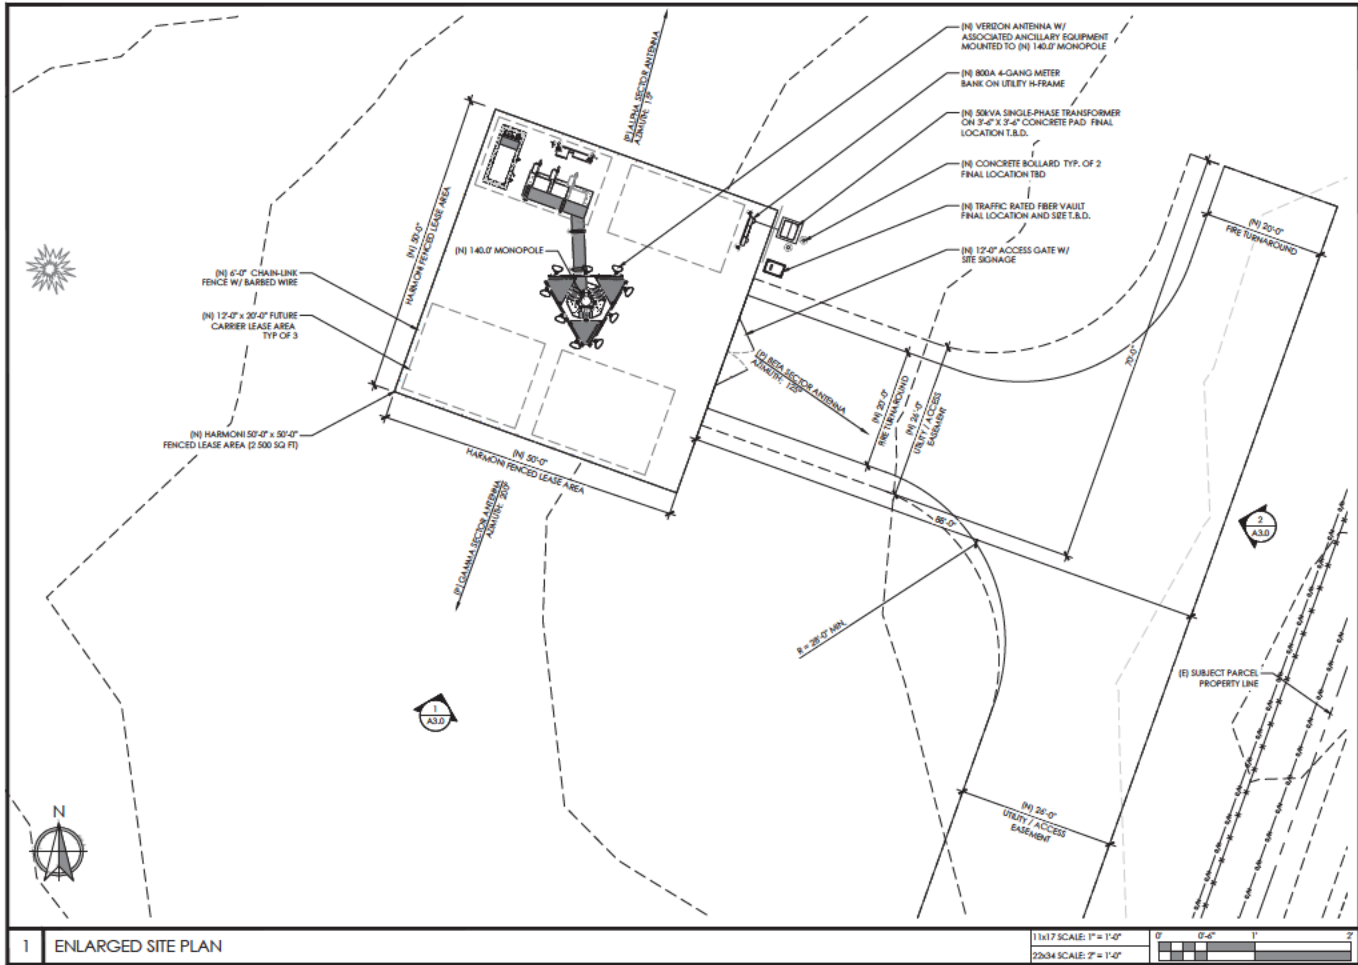 (N) VERIZON ANTENNA W/
ASSOCIATED ANCILLARY EQUIPMENT
MOUNTED TO (N) 140.0' MONOPOLE
(N) 800A 4-GANG METER
BANK ON UTILITY H-FRAME
(N) 50kVA SINGLE-PHASE TRANSFORMER
ON 3'-6" X 3'-6" CONCRETE PAD FINAL
LOCATION T.B.D.
(N) CONCRETE BOLLARD TYP. OF 2
FINAL LOCATION TBD
(N) TRAFFIC RATED FIBER VAULT
FINAL LOCATION AND SIZE T.B.D.
(N) 12'-0" ACCESS GATE W/
SITE SIGNAGE
(P) ALPHA SECTOR ANTENNA
AZIMUTH: 15°
(N) 50'-0"
HARMONI FENCED LEASE AREA
(N) 140.0' MONOPOLE
(N) 6'-0" CHAIN-LINK
FENCE W/ BARBED WIRE
(N) 12'-0" x 20'-0" FUTURE
CARRIER LEASE AREA
TYP OF 3
(N) HARMONI 50'-0" x 50'-0"
FENCED LEASE AREA (2 500 SQ FT)
(N) 50'-0"
HARMONI FENCED LEASE AREA
(P) GAMMA SECTOR ANTENNA
AZIMUTH: 200°
(P) BETA SECTOR ANTENNA
AZIMUTH: 125°
(N) 20'-0"
FIRE TURNAROUND
(N) 26'-0"
UTILITY / ACCESS
EASEMENT
(N) 20'-0"
FIRE TURNAROUND
70'-0"
88'-0"
R = 28'-0" MIN.
2
A3.0
(E) SUBJECT PARCEL
PROPERTY LINE
1
A3.0
(N) 26'-0"
UTILITY / ACCESS
EASEMENT
N
1 ENLARGED SITE PLAN
11x17 SCALE: 1" = 1'-0"
22x34 SCALE: 2" = 1'-0"
0' 0'-6" 1' 2'